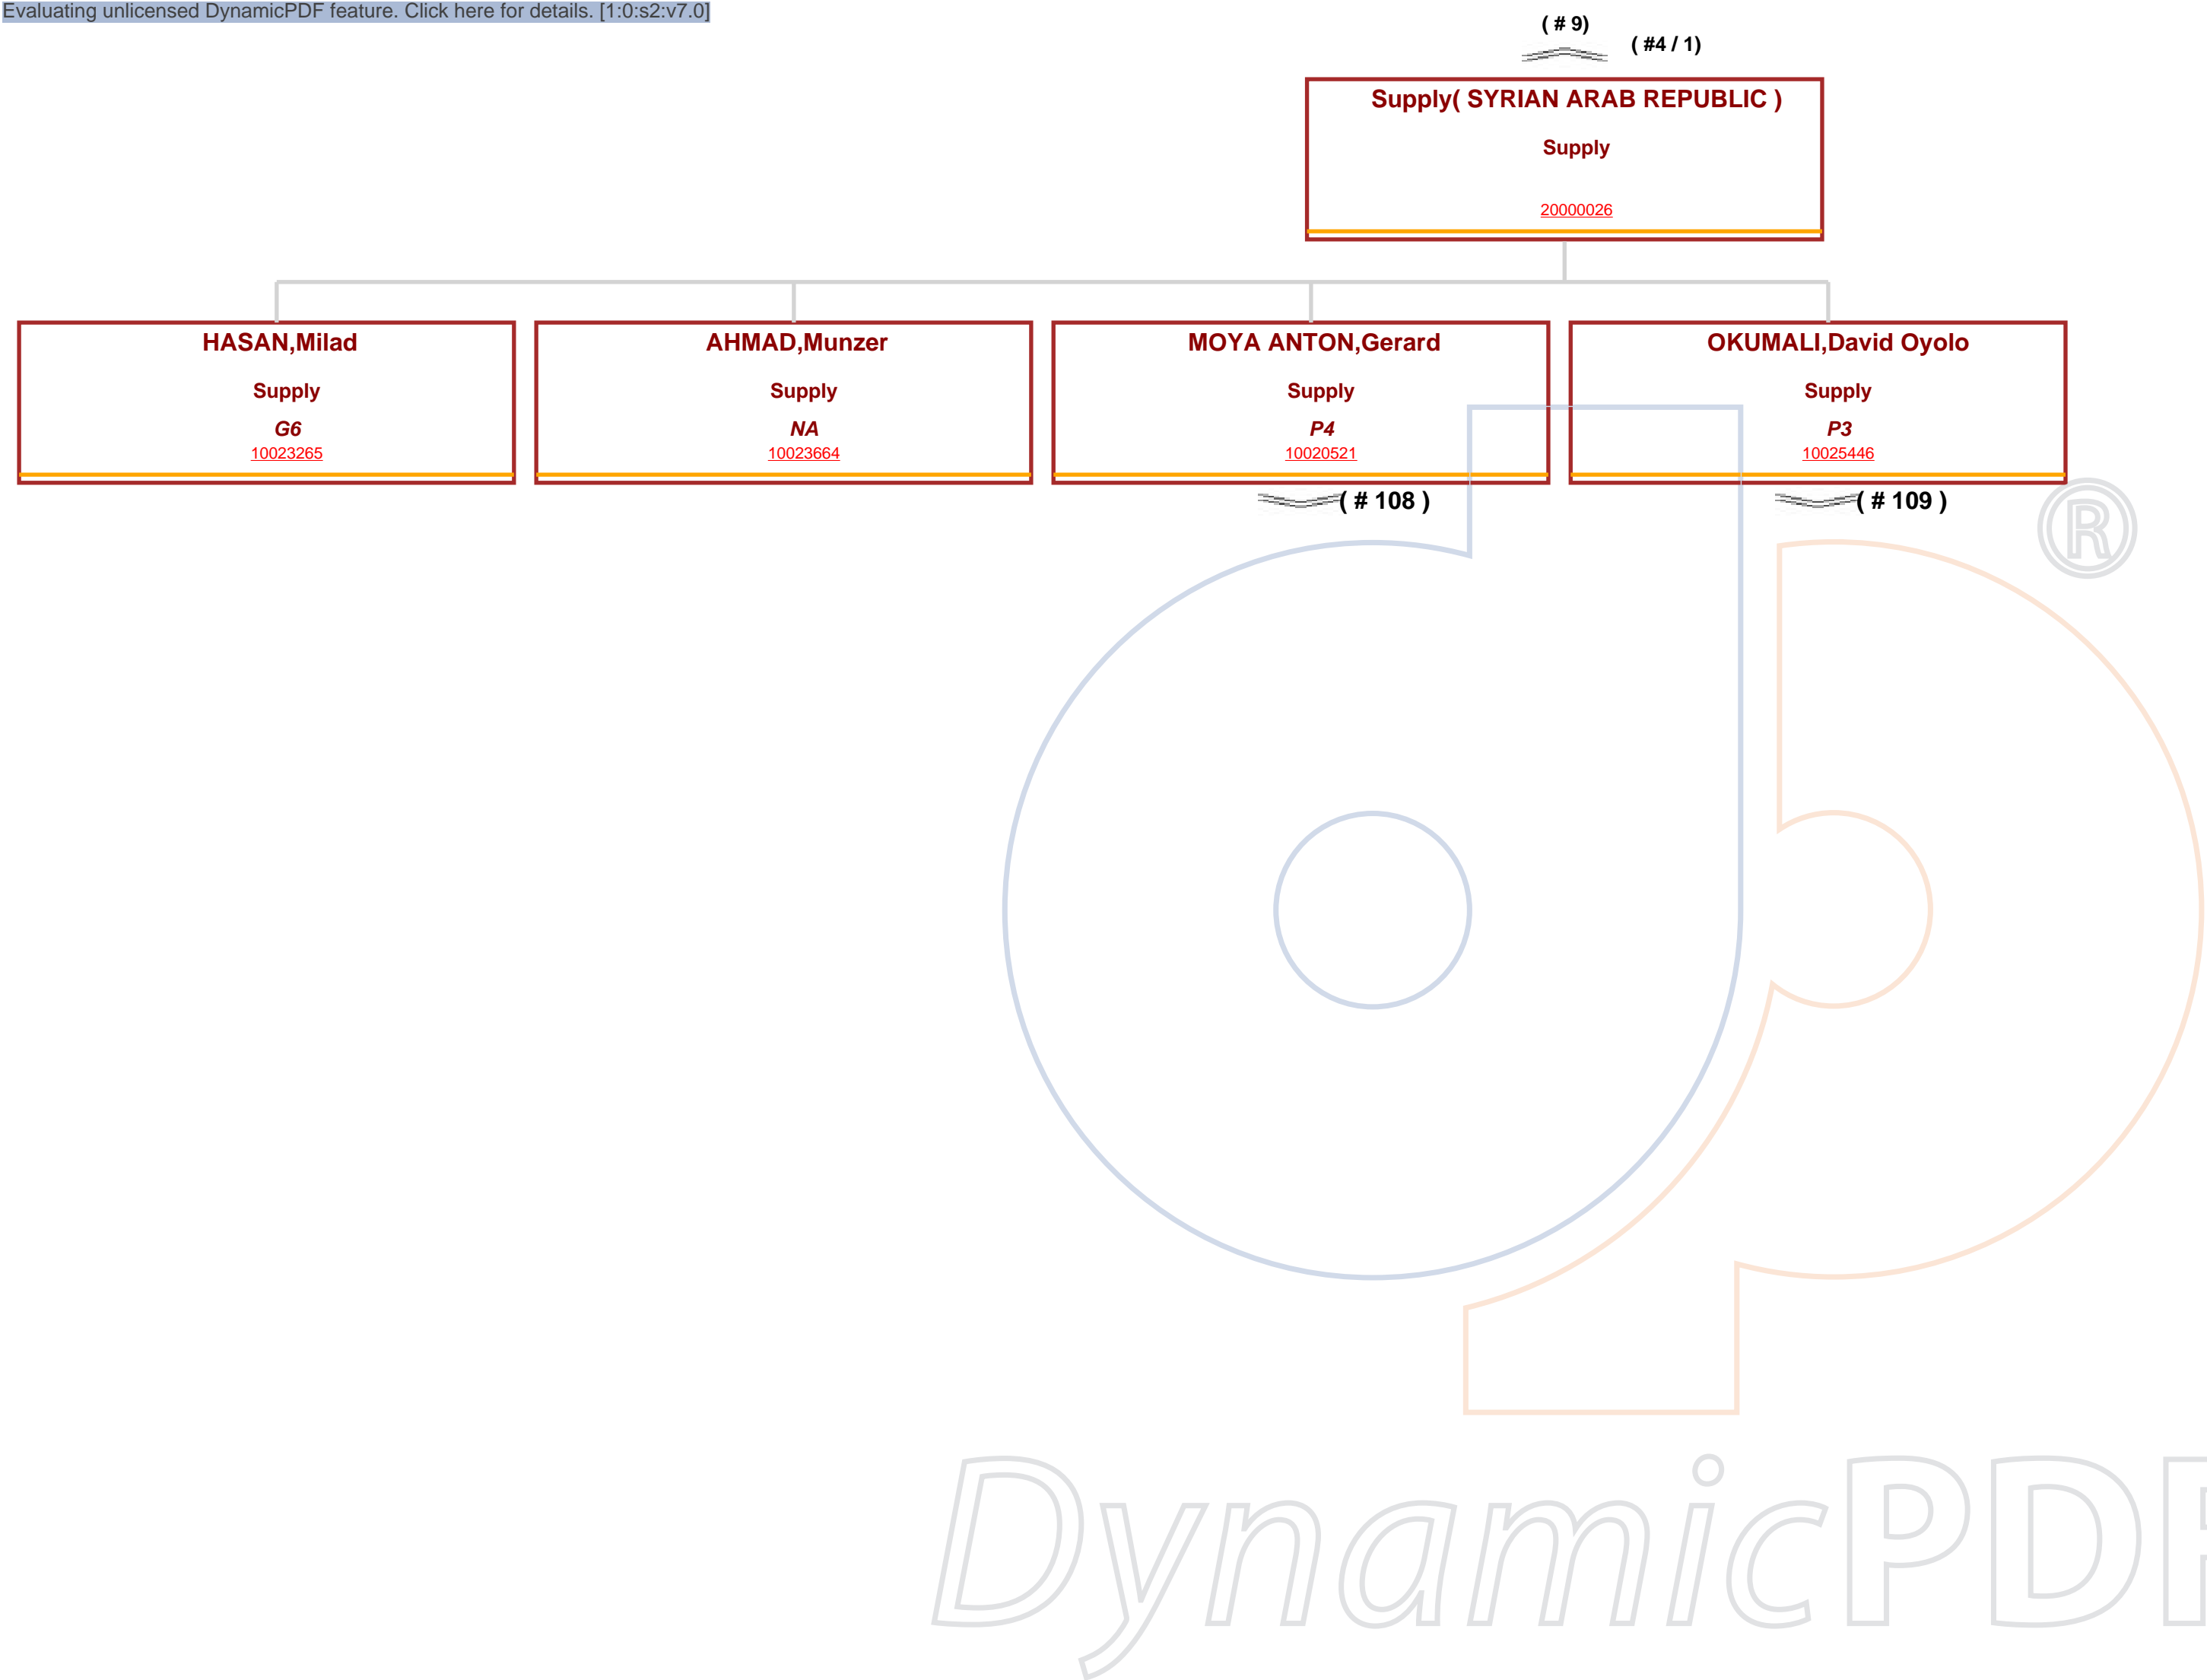 Evaluating unlicensed DynamicPDF feature. Click here for details. [1:0:s2:v7.0]
( # 9)
( #4 / 1)
Supply( SYRIAN ARAB REPUBLIC )
Supply
20000026
HASAN,Milad
Supply
G6
10023265
AHMAD,Munzer
Supply
NA
10023664
MOYA ANTON,Gerard
Supply
P4
10020521
( # 108 )
OKUMALI,David Oyolo
Supply
P3
10025446
( # 109 )
®
DynamicPDF